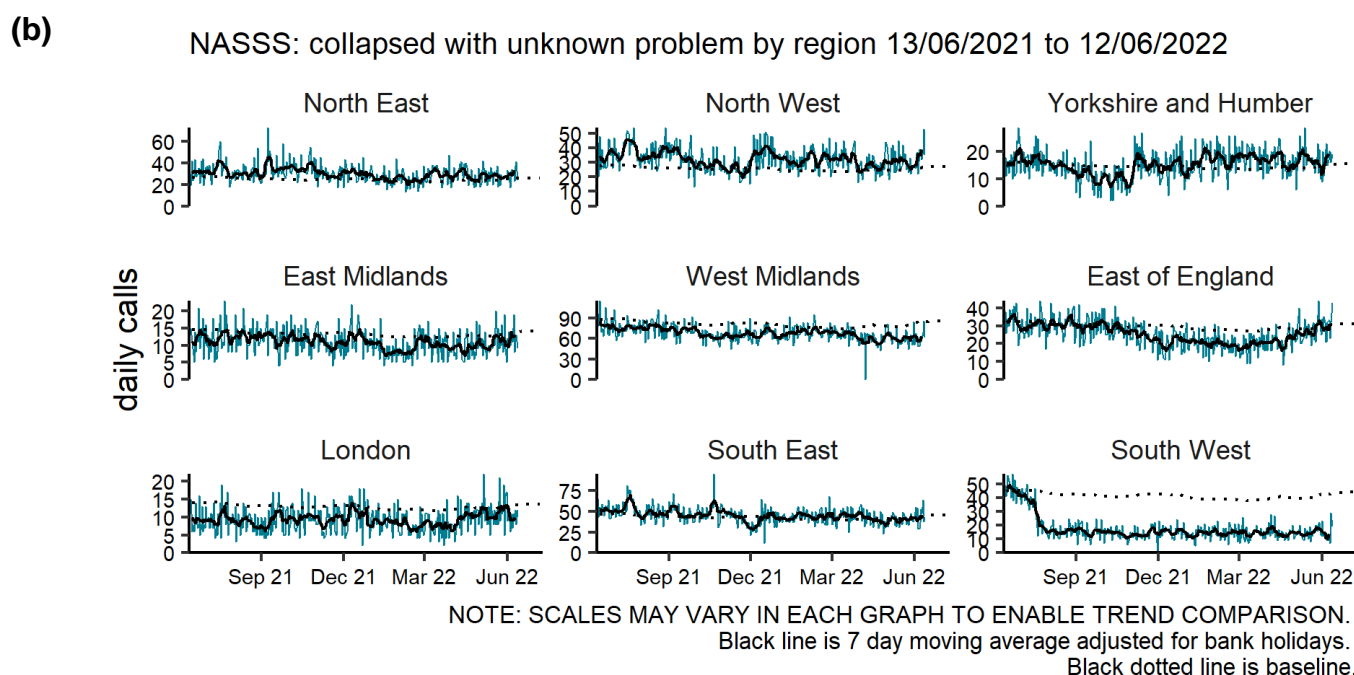 (b)
NASSS: collapsed with unknown problem by region 13/06/2021 to 12/06/2022
North East
North West
Yorkshire and Humber
60
40
20
0
50
40
30
20
10
0
20
10
0
daily calls
East Midlands
West Midlands
East of England
20
15
10
5
0
90
60
30
0
40
30
20
10
0
London
South East
South West
20
15
10
5
0
75
50
25
0
50
40
30
20
10
0
Sep 21 Dec 21 Mar 22 Jun 22
Sep 21 Dec 21 Mar 22 Jun 22
Sep 21 Dec 21 Mar 22 Jun 22
NOTE: SCALES MAY VARY IN EACH GRAPH TO ENABLE TREND COMPARISON.
Black line is 7 day moving average adjusted for bank holidays.
Black dotted line is baseline.